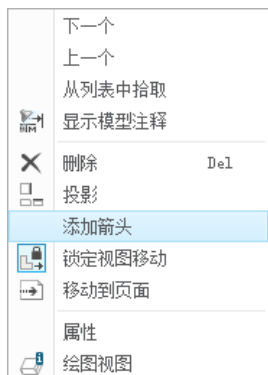 下一个
上一个
从列表中拾取
显示模型注释
删除 Del
投影
添加箭头
锁定视图移动
移动到页面
属性
绘图视图